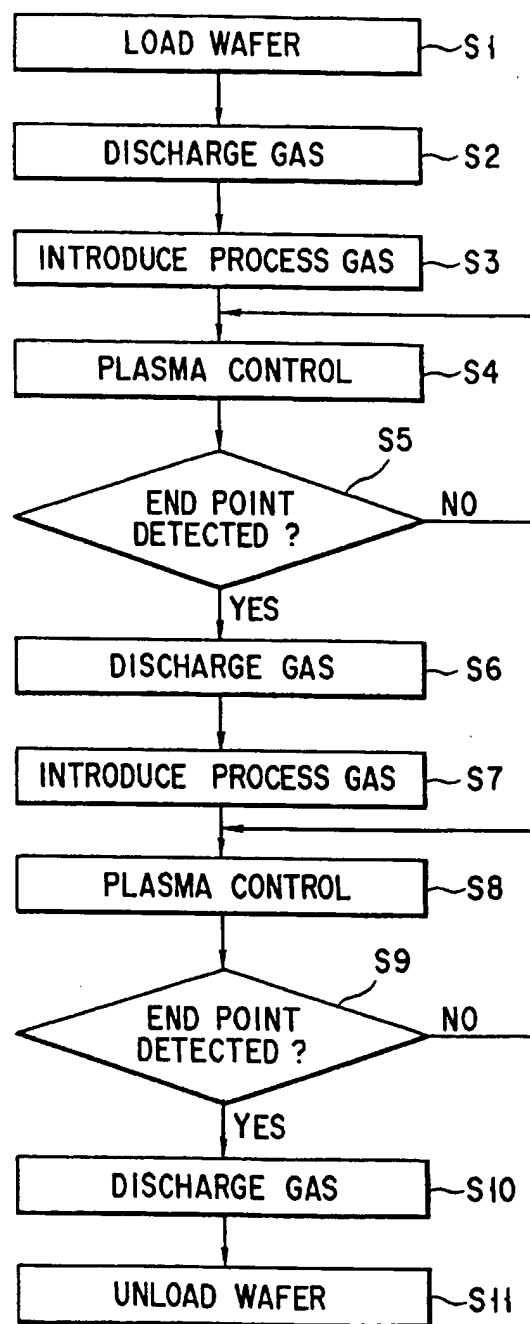 LOAD WAFER S1
DISCHARGE GAS S2
INTRODUCE PROCESS GAS S3
PLASMA CONTROL S4
S5
END POINT NO
DETECTED ?
YES
DISCHARGE GAS S6
INTRODUCE PROCESS GAS S7
PLASMA CONTROL S8
S9
END POINT NO
DETECTED ?
YES
DISCHARGE GAS S10
UNLOAD WAFER S11